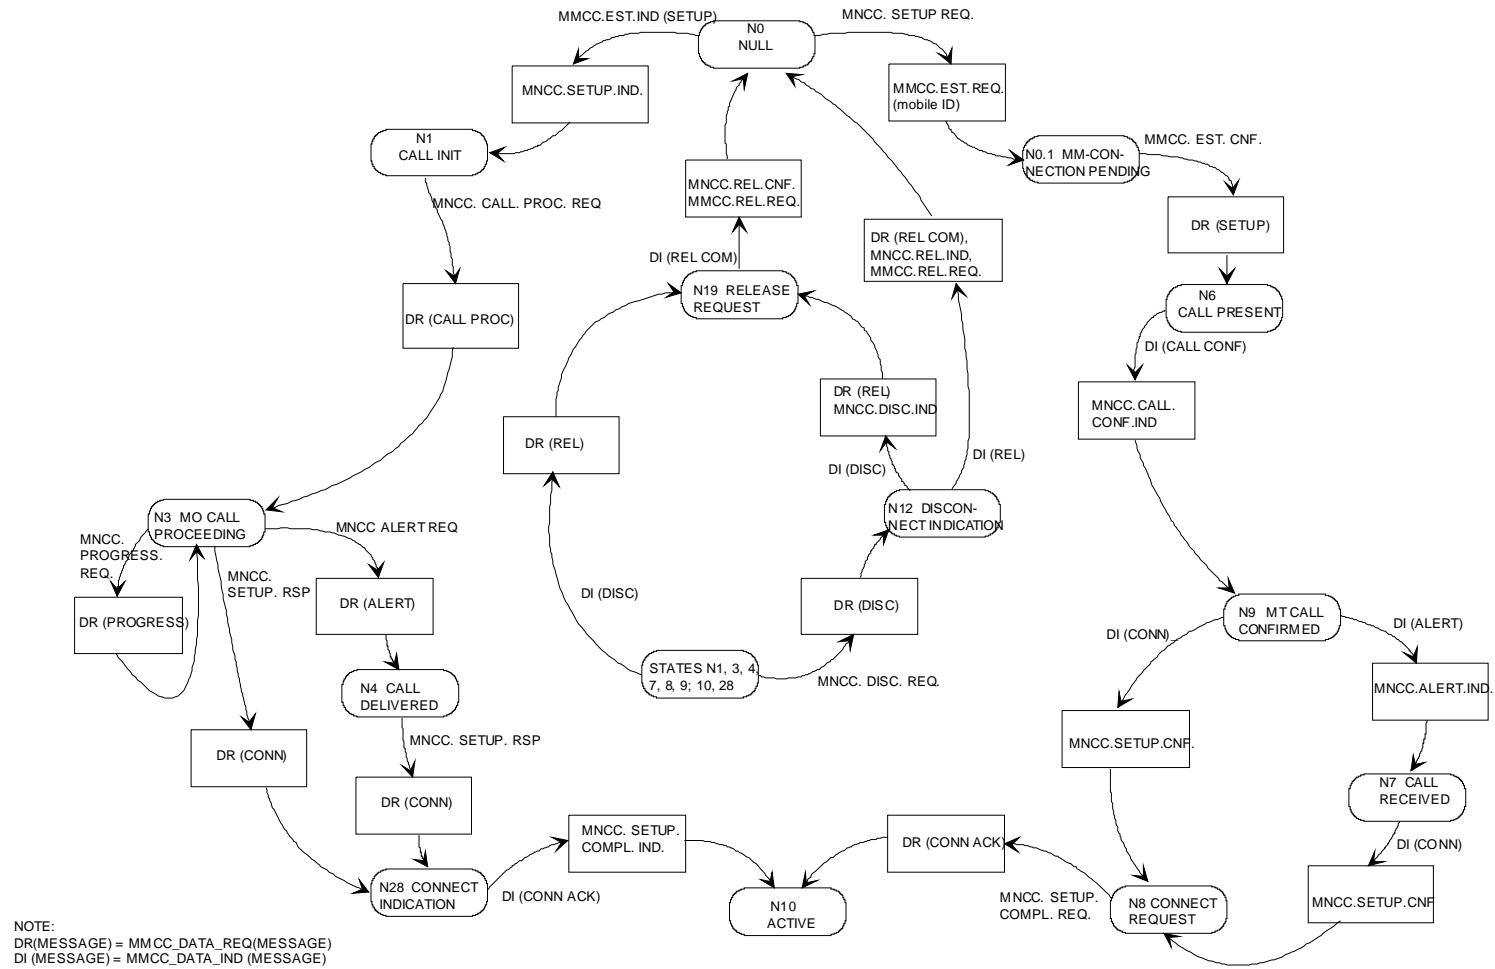 MMCC.EST.IND (SETUP)
N0
NULL
MNCC. SETUP REQ.
MNCC.SETUP.IND.
MMCC.EST.REQ.
(mobile ID)
N1
CALL INIT
N0.1 MM-CON-
NECTION PENDING
MMCC. EST. CNF.
MNCC.REL.CNF.
MMCC.REL.REQ.
MNCC. CALL. PROC. REQ
DR (SETUP)
DR (REL COM),
MNCC.REL.IND,
MMCC.REL.REQ.
DI (REL COM)
N19 RELEASE
REQUEST
N6
CALL PRESENT
DR (CALL PROC)
DI (CALL CONF)
DR (REL)
MNCC.DISC.IND
MNCC.CALL.
CONF.IND
DR (REL)
DI (DISC)
DI (REL)
N3 MO CALL
PROCEEDING
N12 DISCON-
NECT INDICATION
MNCC ALERT REQ
MNCC.
PROGRESS.
REQ.
MNCC.
SETUP. RSP
DI (DISC)
DR (ALERT)
DR (DISC)
DR (PROGRESS)
N9 MT CALL
CONFIRMED
DI (CONN)
DI (ALERT)
STATES N1, 3, 4,
7, 8, 9; 10, 28
MNCC. DISC. REQ.
N4 CALL
DELIVERED
MNCC.ALERT.IND.
MNCC. SETUP. RSP
DR (CONN)
MNCC.SETUP.CNF.
N7 CALL
RECEIVED
DR (CONN)
MNCC. SETUP.
COMPL. IND.
DR (CONN ACK)
DI (CONN)
N28 CONNECT
INDICATION
DI (CONN ACK)
N10
ACTIVE
MNCC. SETUP.
COMPL. REQ.
N8 CONNECT
REQUEST
MNCC.SETUP.CNF
NOTE:
DR(MESSAGE) = MMCC_DATA_REQ(MESSAGE)
DI (MESSAGE) = MMCC_DATA_IND (MESSAGE)